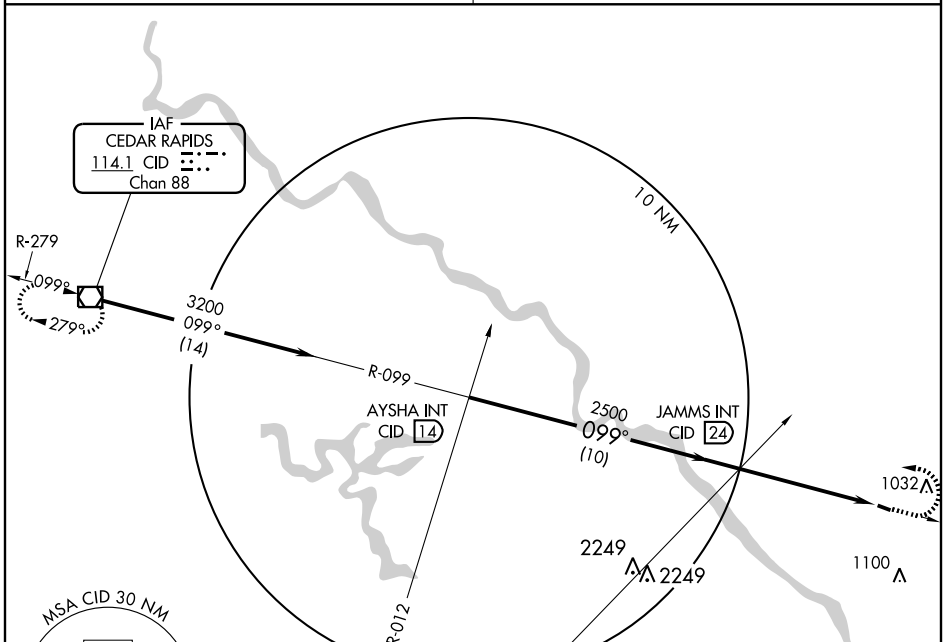 IAF
CEDAR RAPIDS
114.1 CID
Chan 88
10 NM
R-279
099°
279°
3200
099°
(14)
R-099
AYSHA INT
CID 14
2500
099°
(10)
JAMMS INT
CID 24
1032
2249
2249
1100
R-012
MSA CID 30 NM